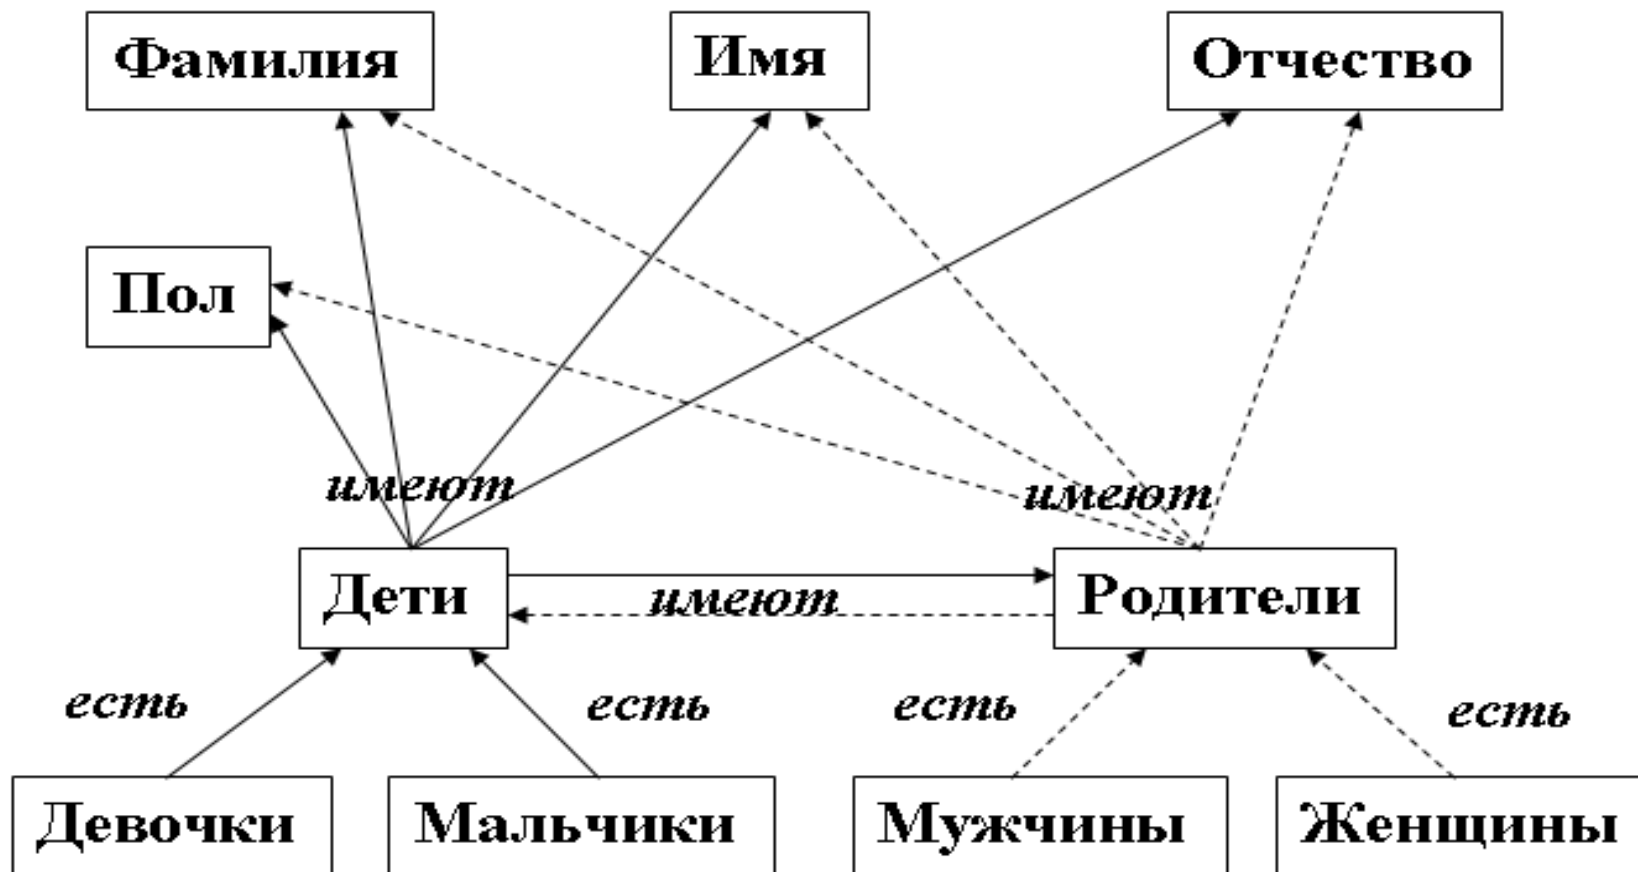 Фамилия
Имя
Отчество
Пол
имеют
имеют
Дети
имеют
Родители
есть
есть
есть
есть
Девочки
Мальчики
Мужчины
Женщины